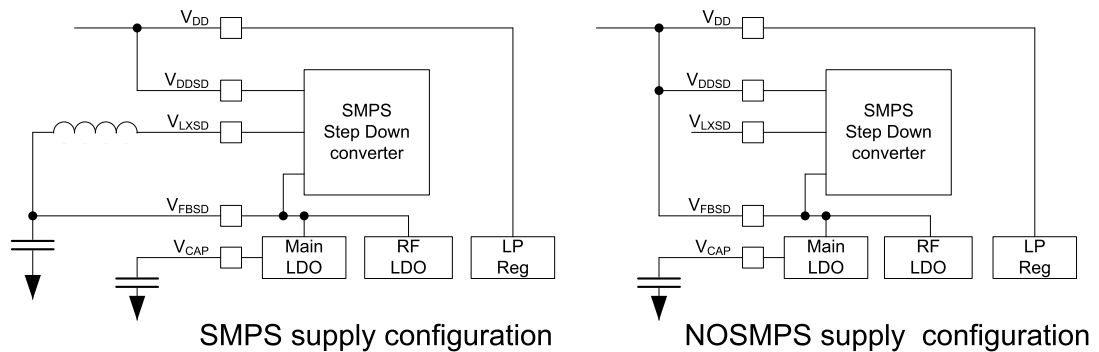 VDD
VDDSD
VLXSD
SMPS
Step Down
converter
VFBSD
VCAP
Main
LDO
RF
LDO
LP
Reg
SMPS supply configuration
VDD
VDDSD
VLXSD
SMPS
Step Down
converter
VFBSD
VCAP
Main
LDO
RF
LDO
LP
Reg
NOSMPS supply configuration